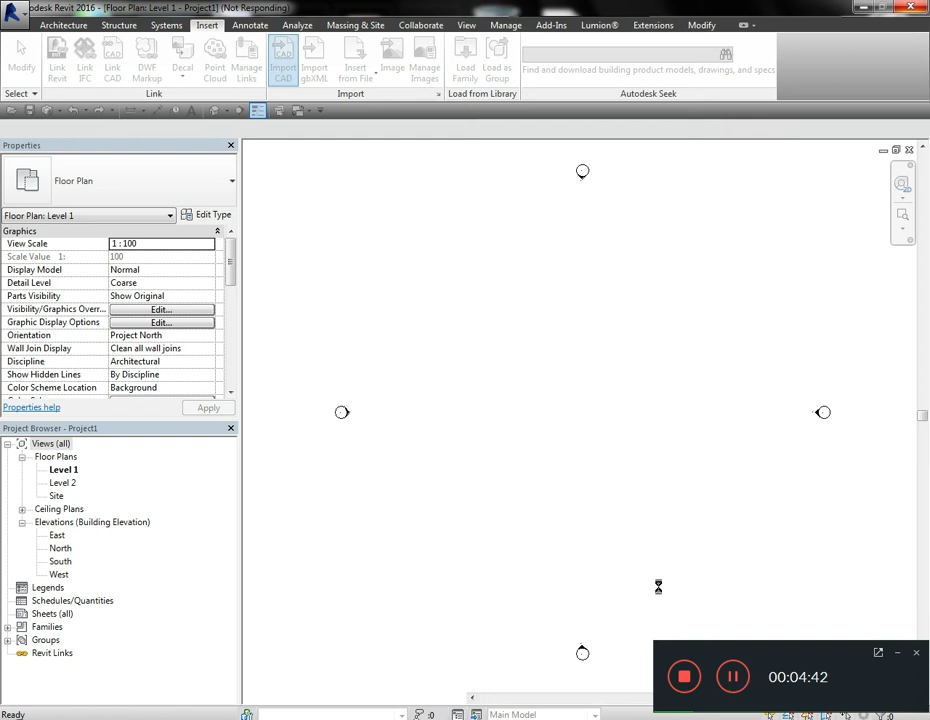 odesk Revit 2016 - [Floor Plan: Level 1 - Project1] (Not Responding)
Architecture Structure Systems Insert Annotate Analyze Massing & Site Collaborate View Manage Add-Ins Lumion® Extensions Modify
Modify
Link Revit
Link IFC
Link CAD
DWF Markup
Decal
Point Cloud
Manage Links
Import CAD
Import gbXML
Insert from File
Image
Manage Images
Load Family
Load as Group
Find and download building product models, drawings, and specs
Select Link Import Load from Library Autodesk Seek
Properties
Floor Plan
Floor Plan: Level 1 Edit Type
Graphics
View Scale 1 : 100
Scale Value 1: 100
Display Model Normal
Detail Level Coarse
Parts Visibility Show Original
Visibility/Graphics Overr... Edit...
Graphic Display Options Edit...
Orientation Project North
Wall Join Display Clean all wall joins
Discipline Architectural
Show Hidden Lines By Discipline
Color Scheme Location Background
Properties help Apply
Project Browser - Project1
Views (all)
Floor Plans
Level 1
Level 2
Site
Ceiling Plans
Elevations (Building Elevation)
East
North
South
West
Legends
Schedules/Quantities
Sheets (all)
Families
Groups
Revit Links
00:04:42
Ready :0 Main Model :0